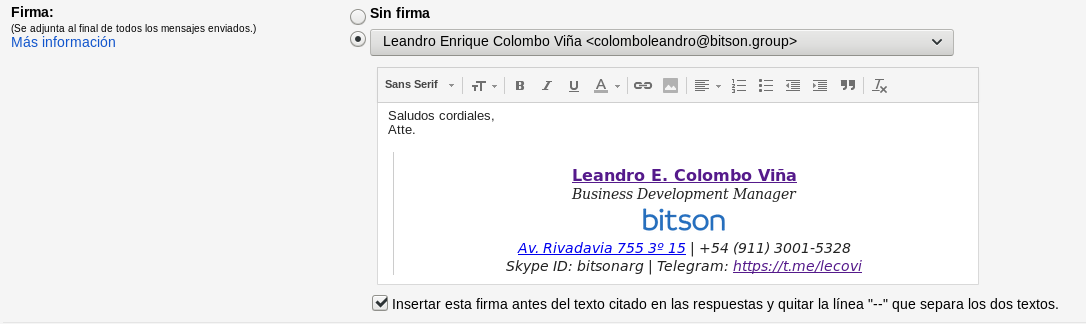 Firma:
(Se adjunta al final de todos los mensajes enviados.)
Más información
Sin firma
Leandro Enrique Colombo Viña <colomboleandro@bitson.group>
Sans Serif
Saludos cordiales,
Atte.
Leandro E. Colombo Viña
Business Development Manager
bitson
Av. Rivadavia 755 3º 15 | +54 (911) 3001-5328
Skype ID: bitsonarg | Telegram: https://t.me/lecovi
Insertar esta firma antes del texto citado en las respuestas y quitar la línea "--" que separa los dos textos.